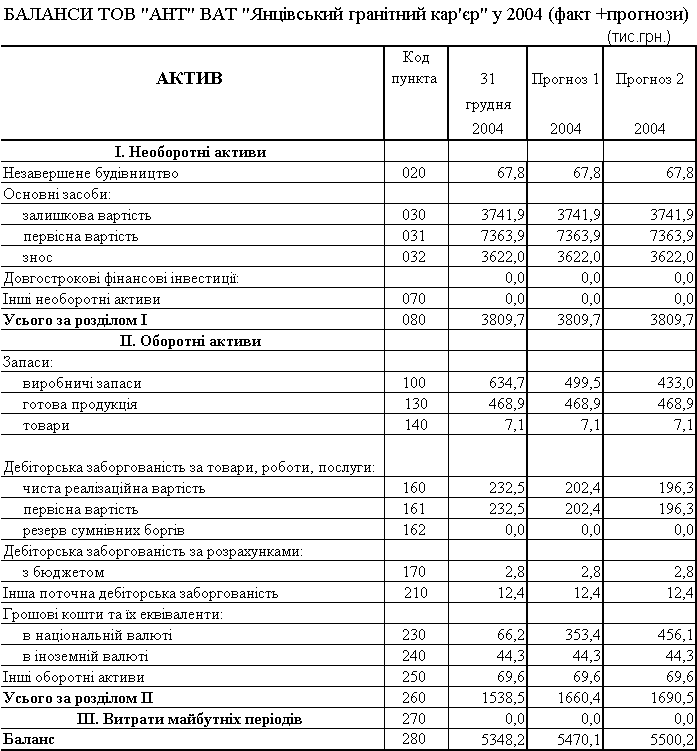 БАЛАНСИ ТОВ "АНТ" ВАТ "Янцівський гранітний кар'єр" у 2004 (факт +прогнози)
(тис.грн.)
АКТИВ Код пункта 31 грудня 2004 Прогноз 1 2004 Прогноз 2 2004
I. Необоротні активи
Незавершене будівництво 020 67,8 67,8 67,8
Основні засоби:
залишкова вартість 030 3741,9 3741,9 3741,9
первісна вартість 031 7363,9 7363,9 7363,9
знос 032 3622,0 3622,0 3622,0
Довгострокові фінансові інвестиції: 0,0 0,0 0,0
Інші необоротні активи 070 0,0 0,0 0,0
Усього за розділом I 080 3809,7 3809,7 3809,7
II. Оборотні активи
Запаси:
виробничі запаси 100 634,7 499,5 433,0
готова продукція 130 468,9 468,9 468,9
товари 140 7,1 7,1 7,1
Дебіторська заборгованість за товари, роботи, послуги:
чиста реалізаційна вартість 160 232,5 202,4 196,3
первісна вартість 161 232,5 202,4 196,3
резерв сумнівних боргів 162 0,0 0,0 0,0
Дебіторська заборгованість за розрахунками:
з бюджетом 170 2,8 2,8 2,8
Інша поточна дебіторська заборгованість 210 12,4 12,4 12,4
Грошові кошти та їх еквіваленти:
в національній валюті 230 66,2 353,4 456,1
в іноземній валюті 240 44,3 44,3 44,3
Інші оборотні активи 250 69,6 69,6 69,6
Усього за розділом II 260 1538,5 1660,4 1690,5
III. Витрати майбутніх періодів 270 0,0 0,0 0,0
Баланс 280 5348,2 5470,1 5500,2